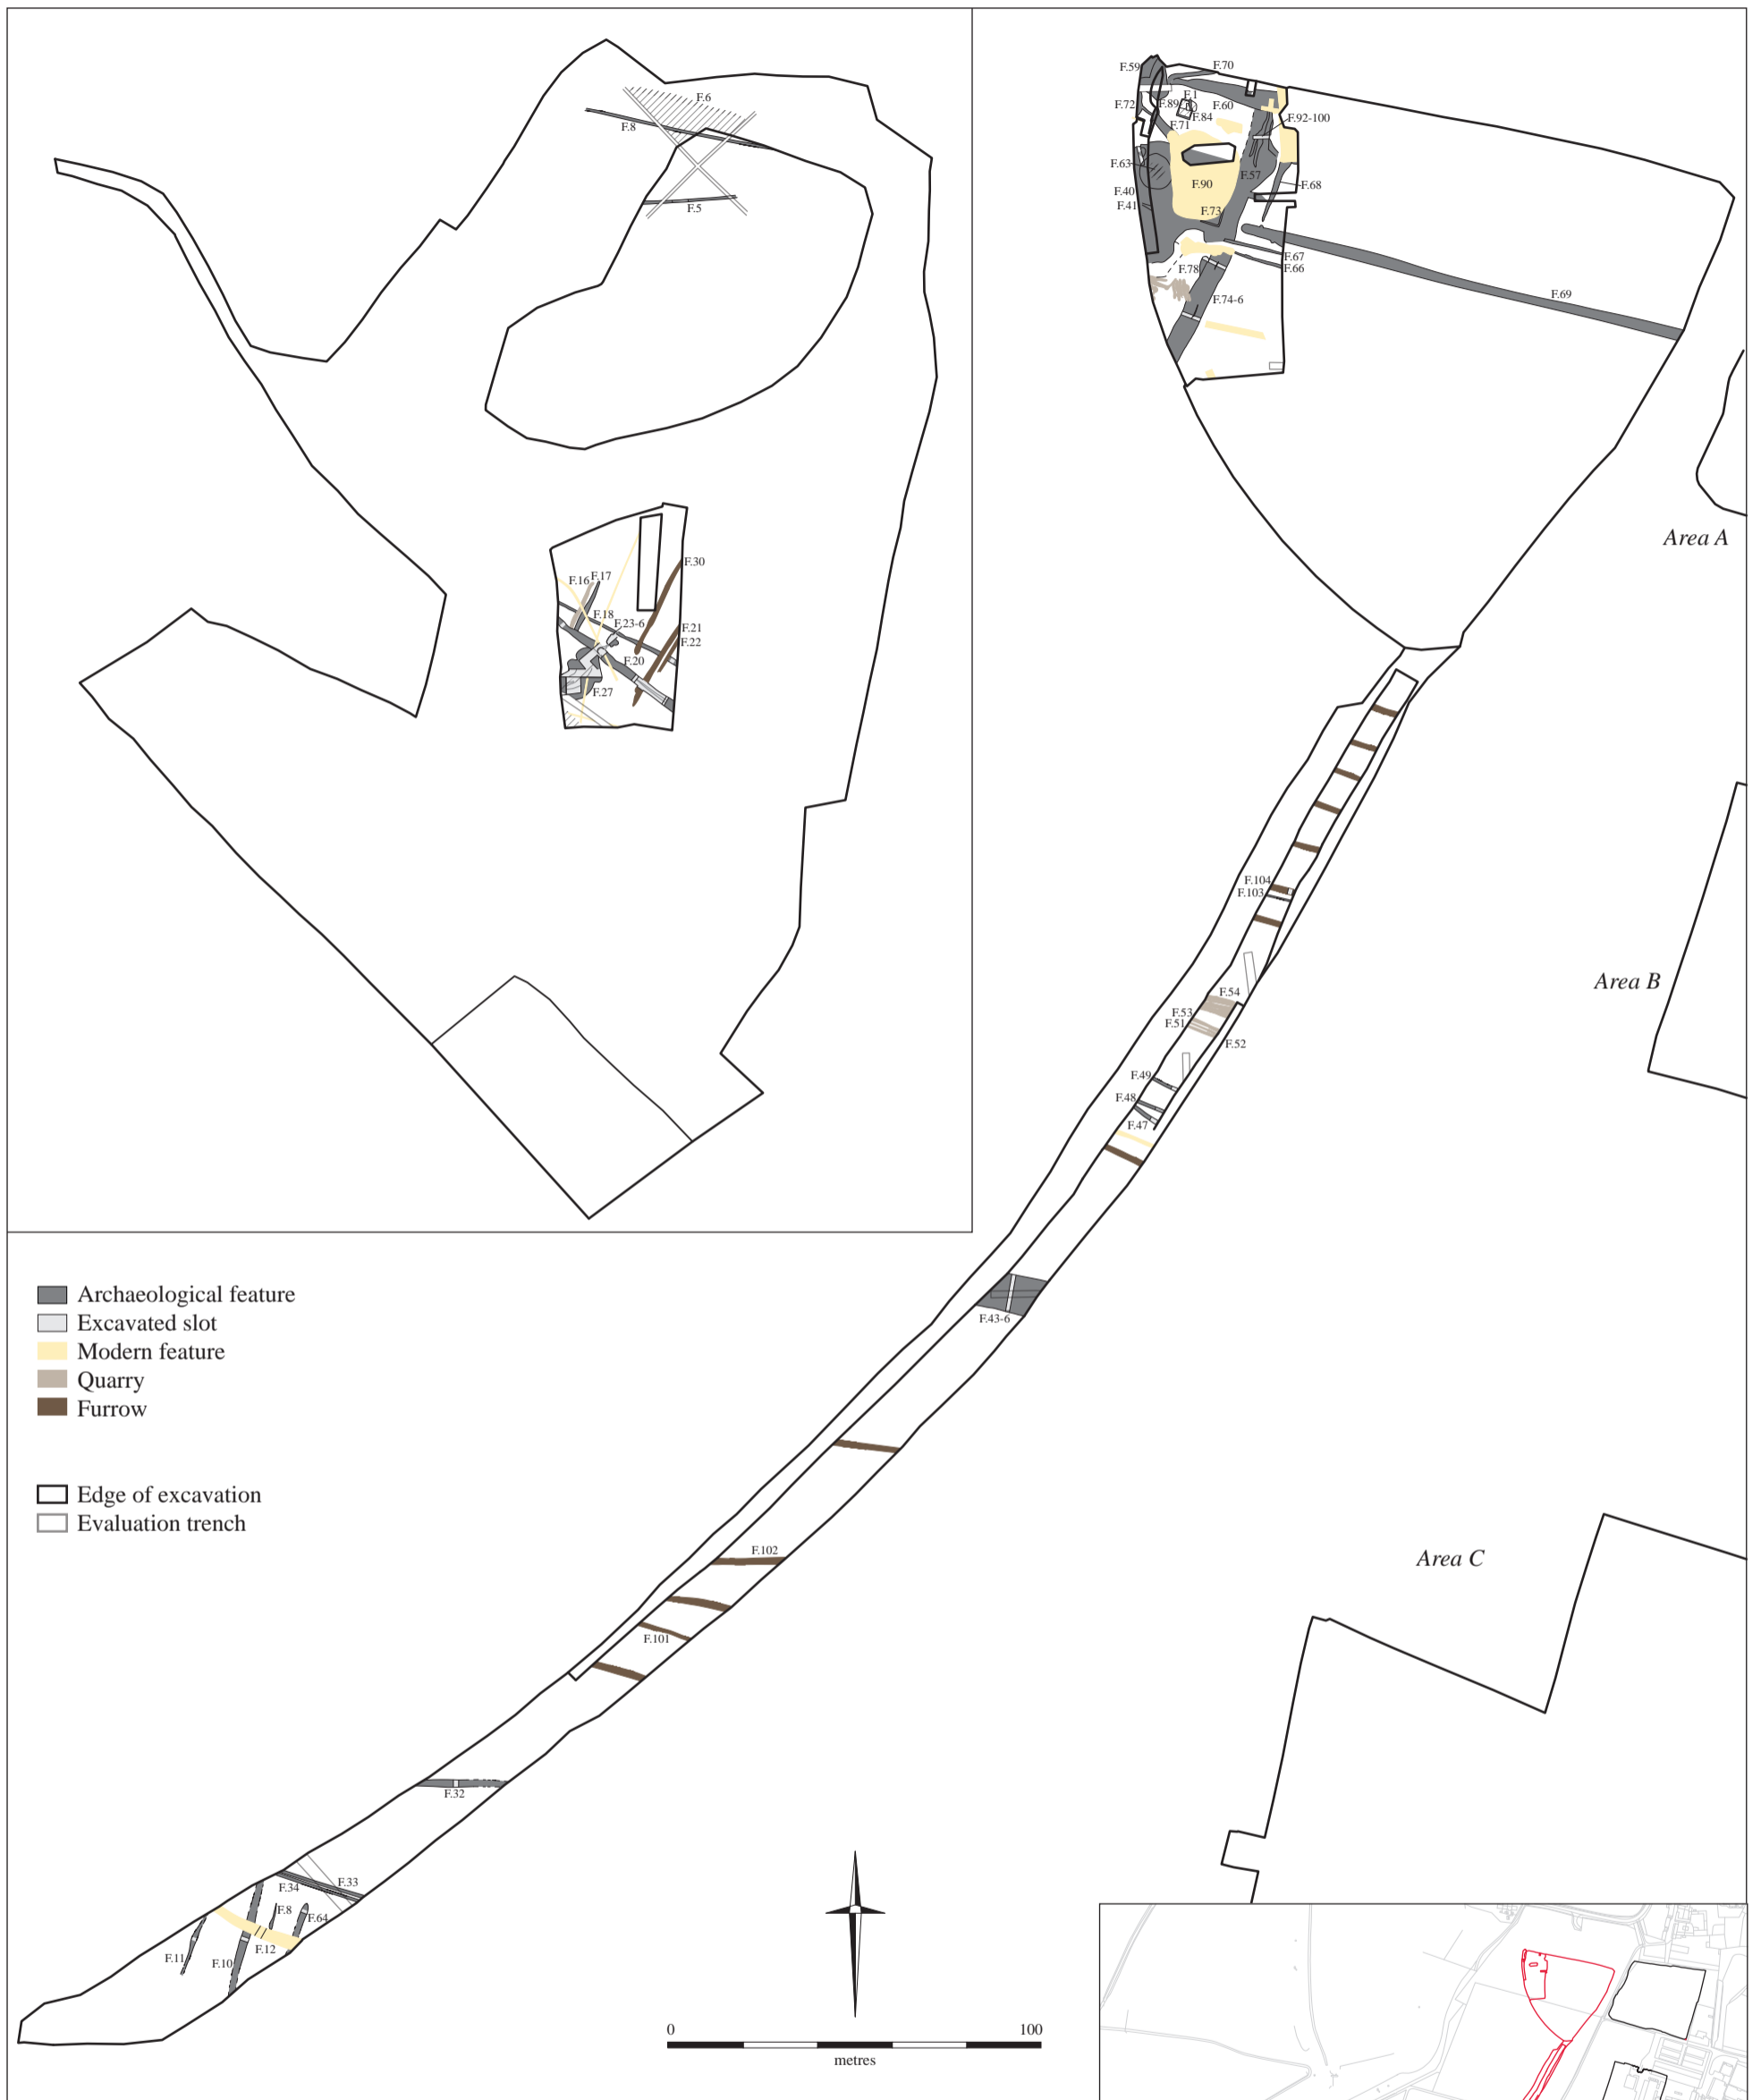 F.6
F.8
F.5
F.30
F.16
F.17
F.18
F.23-6
F.21
F.22
F.20
F.27
F.59
F.70
F.72
F.89
F.1
F.60
F.84
F.71
F.92-100
F.63
F.57
F.90
F.68
F.40
F.41
F.73
F.67
F.66
F.78
F.74-6
F.69
Area A
F.104
F.103
Area B
F.54
F.53
F.51
F.52
F.49
F.48
F.47
F.43-6
Archaeological feature
Excavated slot
Modern feature
Quarry
Furrow
Edge of excavation
Evaluation trench
F.102
Area C
F.101
F.32
F.33
F.34
F.8
F.64
F.12
F.11
F.10
0 100
metres